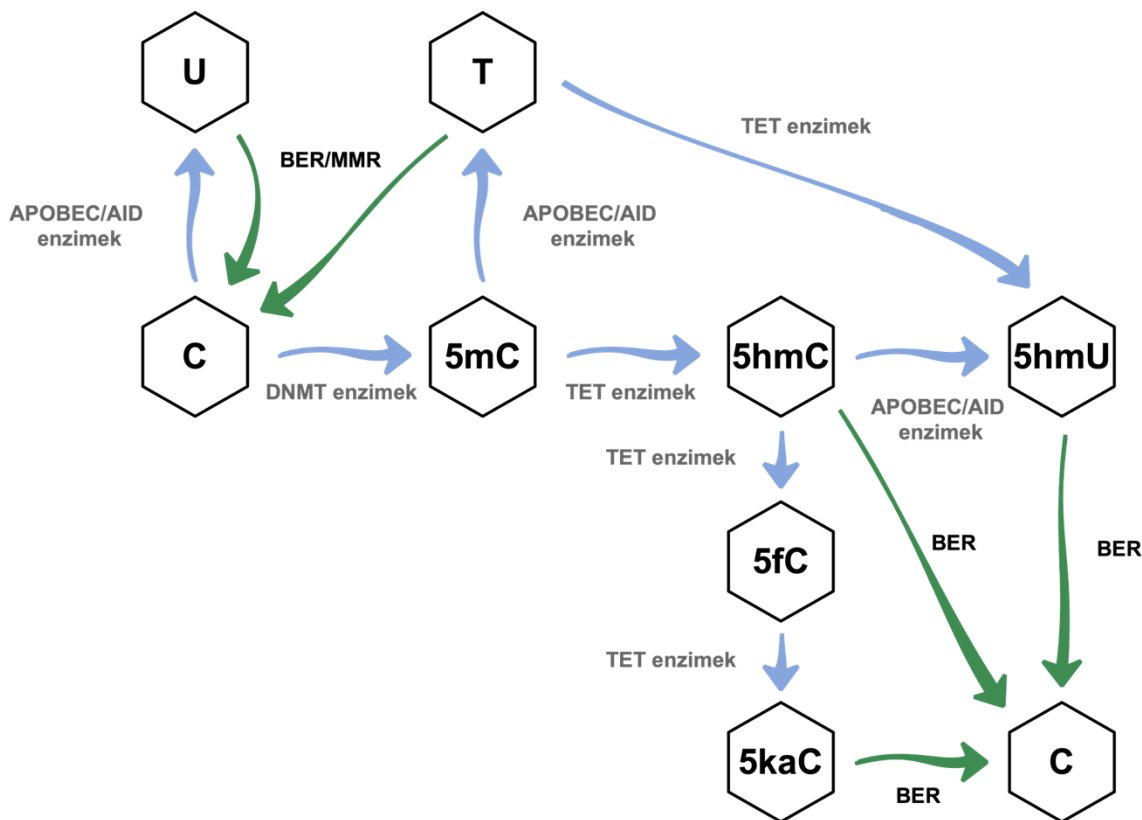 U
T
TET enzimek
BER/MMR
APOBEC/AID
enzimek
APOBEC/AID
enzimek
C
5mC
5hmC
5hmU
DNMT enzimek
TET enzimek
APOBEC/AID
enzimek
TET enzimek
5fC
BER
BER
TET enzimek
5kaC
C
BER